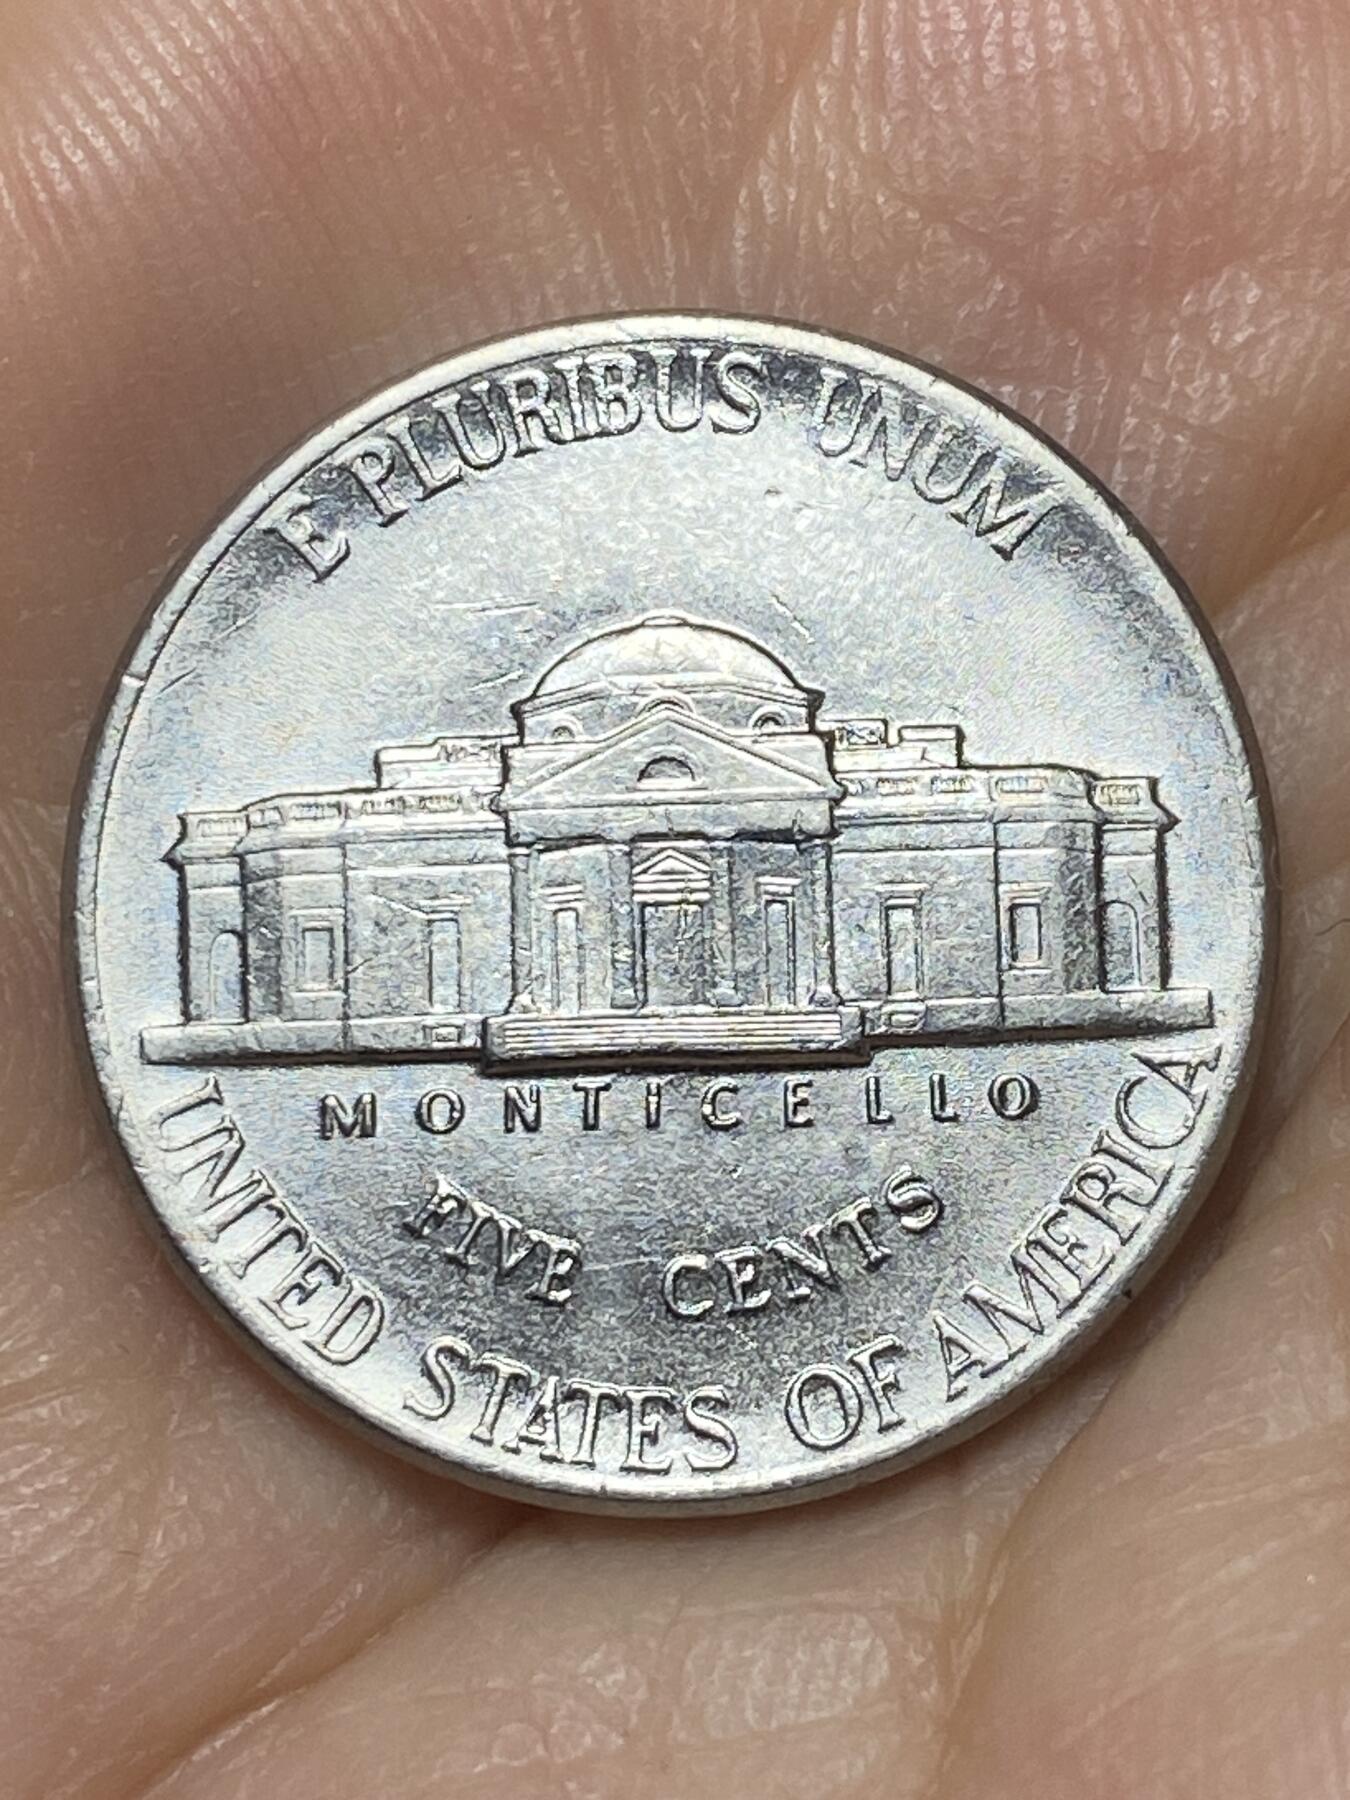 E PLURIBUS UNUM
MONTICELLO
FIVE CENTS
UNITED STATES OF AMERICA